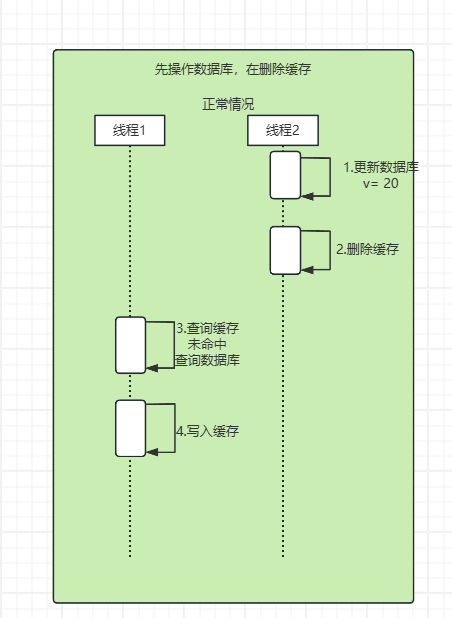 先操作数据库，在删除缓存
正常情况
线程1
线程2
1.更新数据库
v= 20
2.删除缓存
3.查询缓存
未命中
查询数据库
4.写入缓存